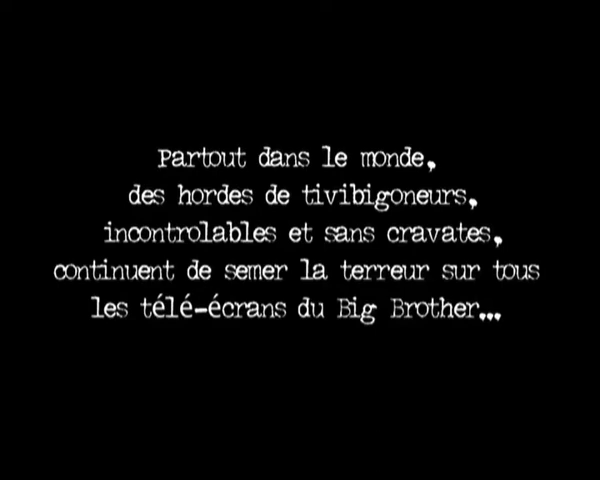 Partout dans le monde,
des hordes de tivibigoneurs,
incontrolables et sans cravates,
continuent de semer la terreur sur tous
les télé-écrans du Big Brother...